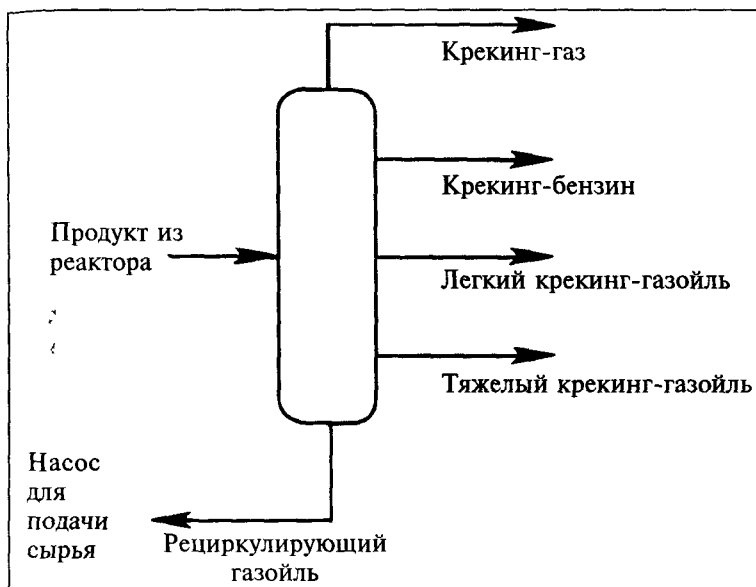 Крекинг-газ
Крекинг-бензин
Продукт из
реактора
Легкий крекинг-газойль
Тяжелый крекинг-газойль
Насос
для
подачи
сырья
Рециркулирующий
газойль